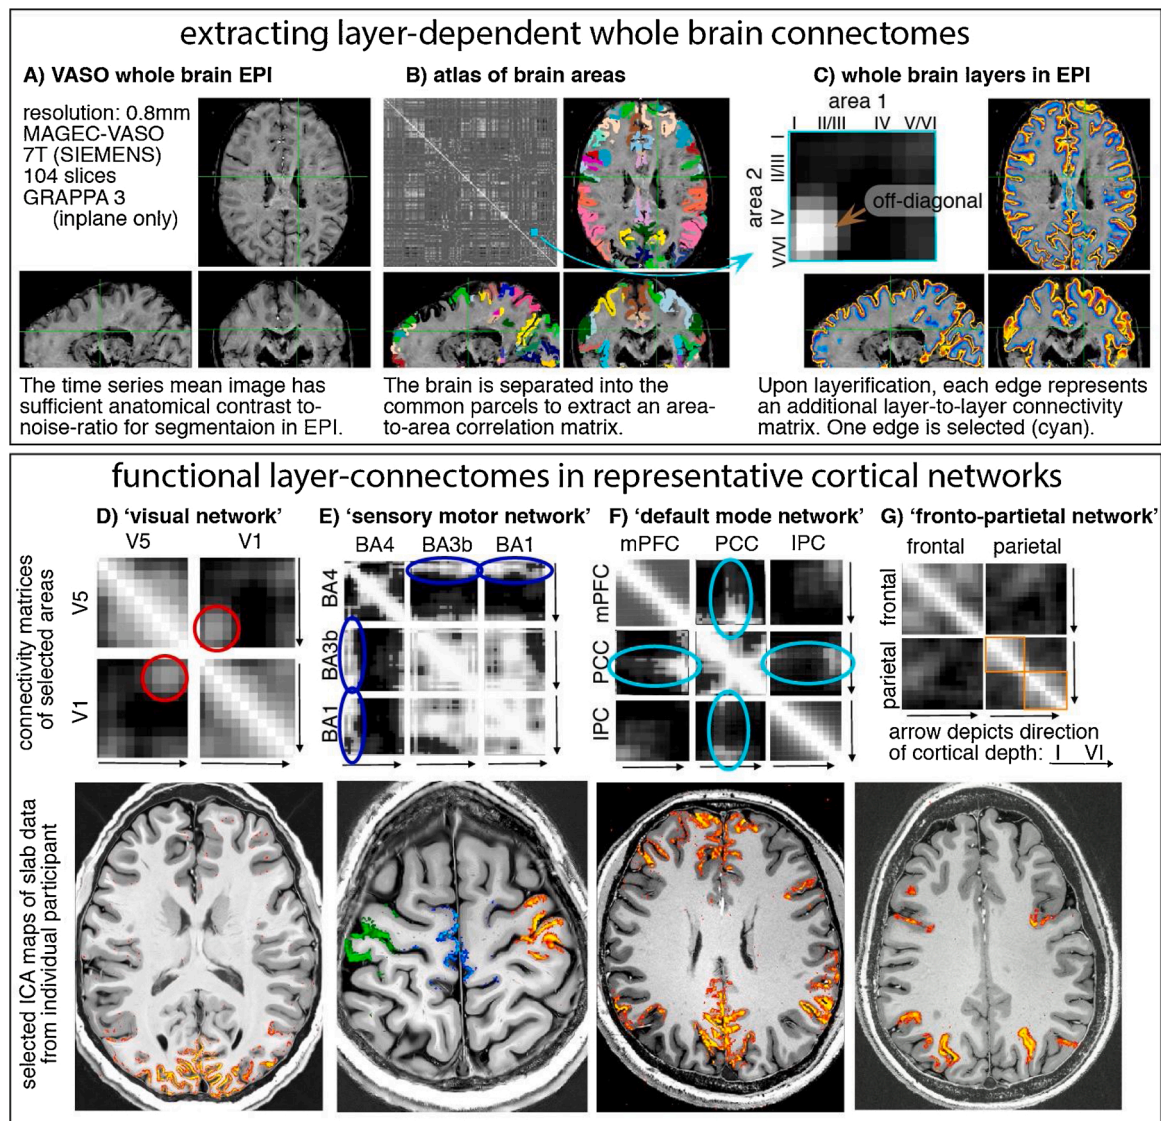 extracting layer-dependent whole brain connectomes
A) VASO whole brain EPI
resolution: 0.8mm
MAGEC-VASO
7T (SIEMENS)
104 slices
GRAPPA 3
(inplane only)
The time series mean image has
sufficient anatomical contrast to-
noise-ratio for segmentaion in EPI.
B) atlas of brain areas
The brain is separated into the
common parcels to extract an area-
to-area correlation matrix.
C) whole brain layers in EPI
area 1
I II/III IV V/VI
area 2
I
II/III
IV
V/VI
off-diagonal
Upon layerification, each edge represents
an additional layer-to-layer connectivity
matrix. One edge is selected (cyan).
functional layer-connectomes in representative cortical networks
connectivity matrices
of selected areas
D) ‘visual network’
V5 V1
V5
V1
E) ‘sensory motor network’
BA4 BA3b BA1
BA4
BA3b
BA1
F) ‘default mode network’
mPFC PCC IPC
mPFC
PCC
IPC
G) ‘fronto-partietal network’
frontal parietal
frontal
parietal
arrow depicts direction
of cortical depth: I VI
selected ICA maps of slab data
from individual participant